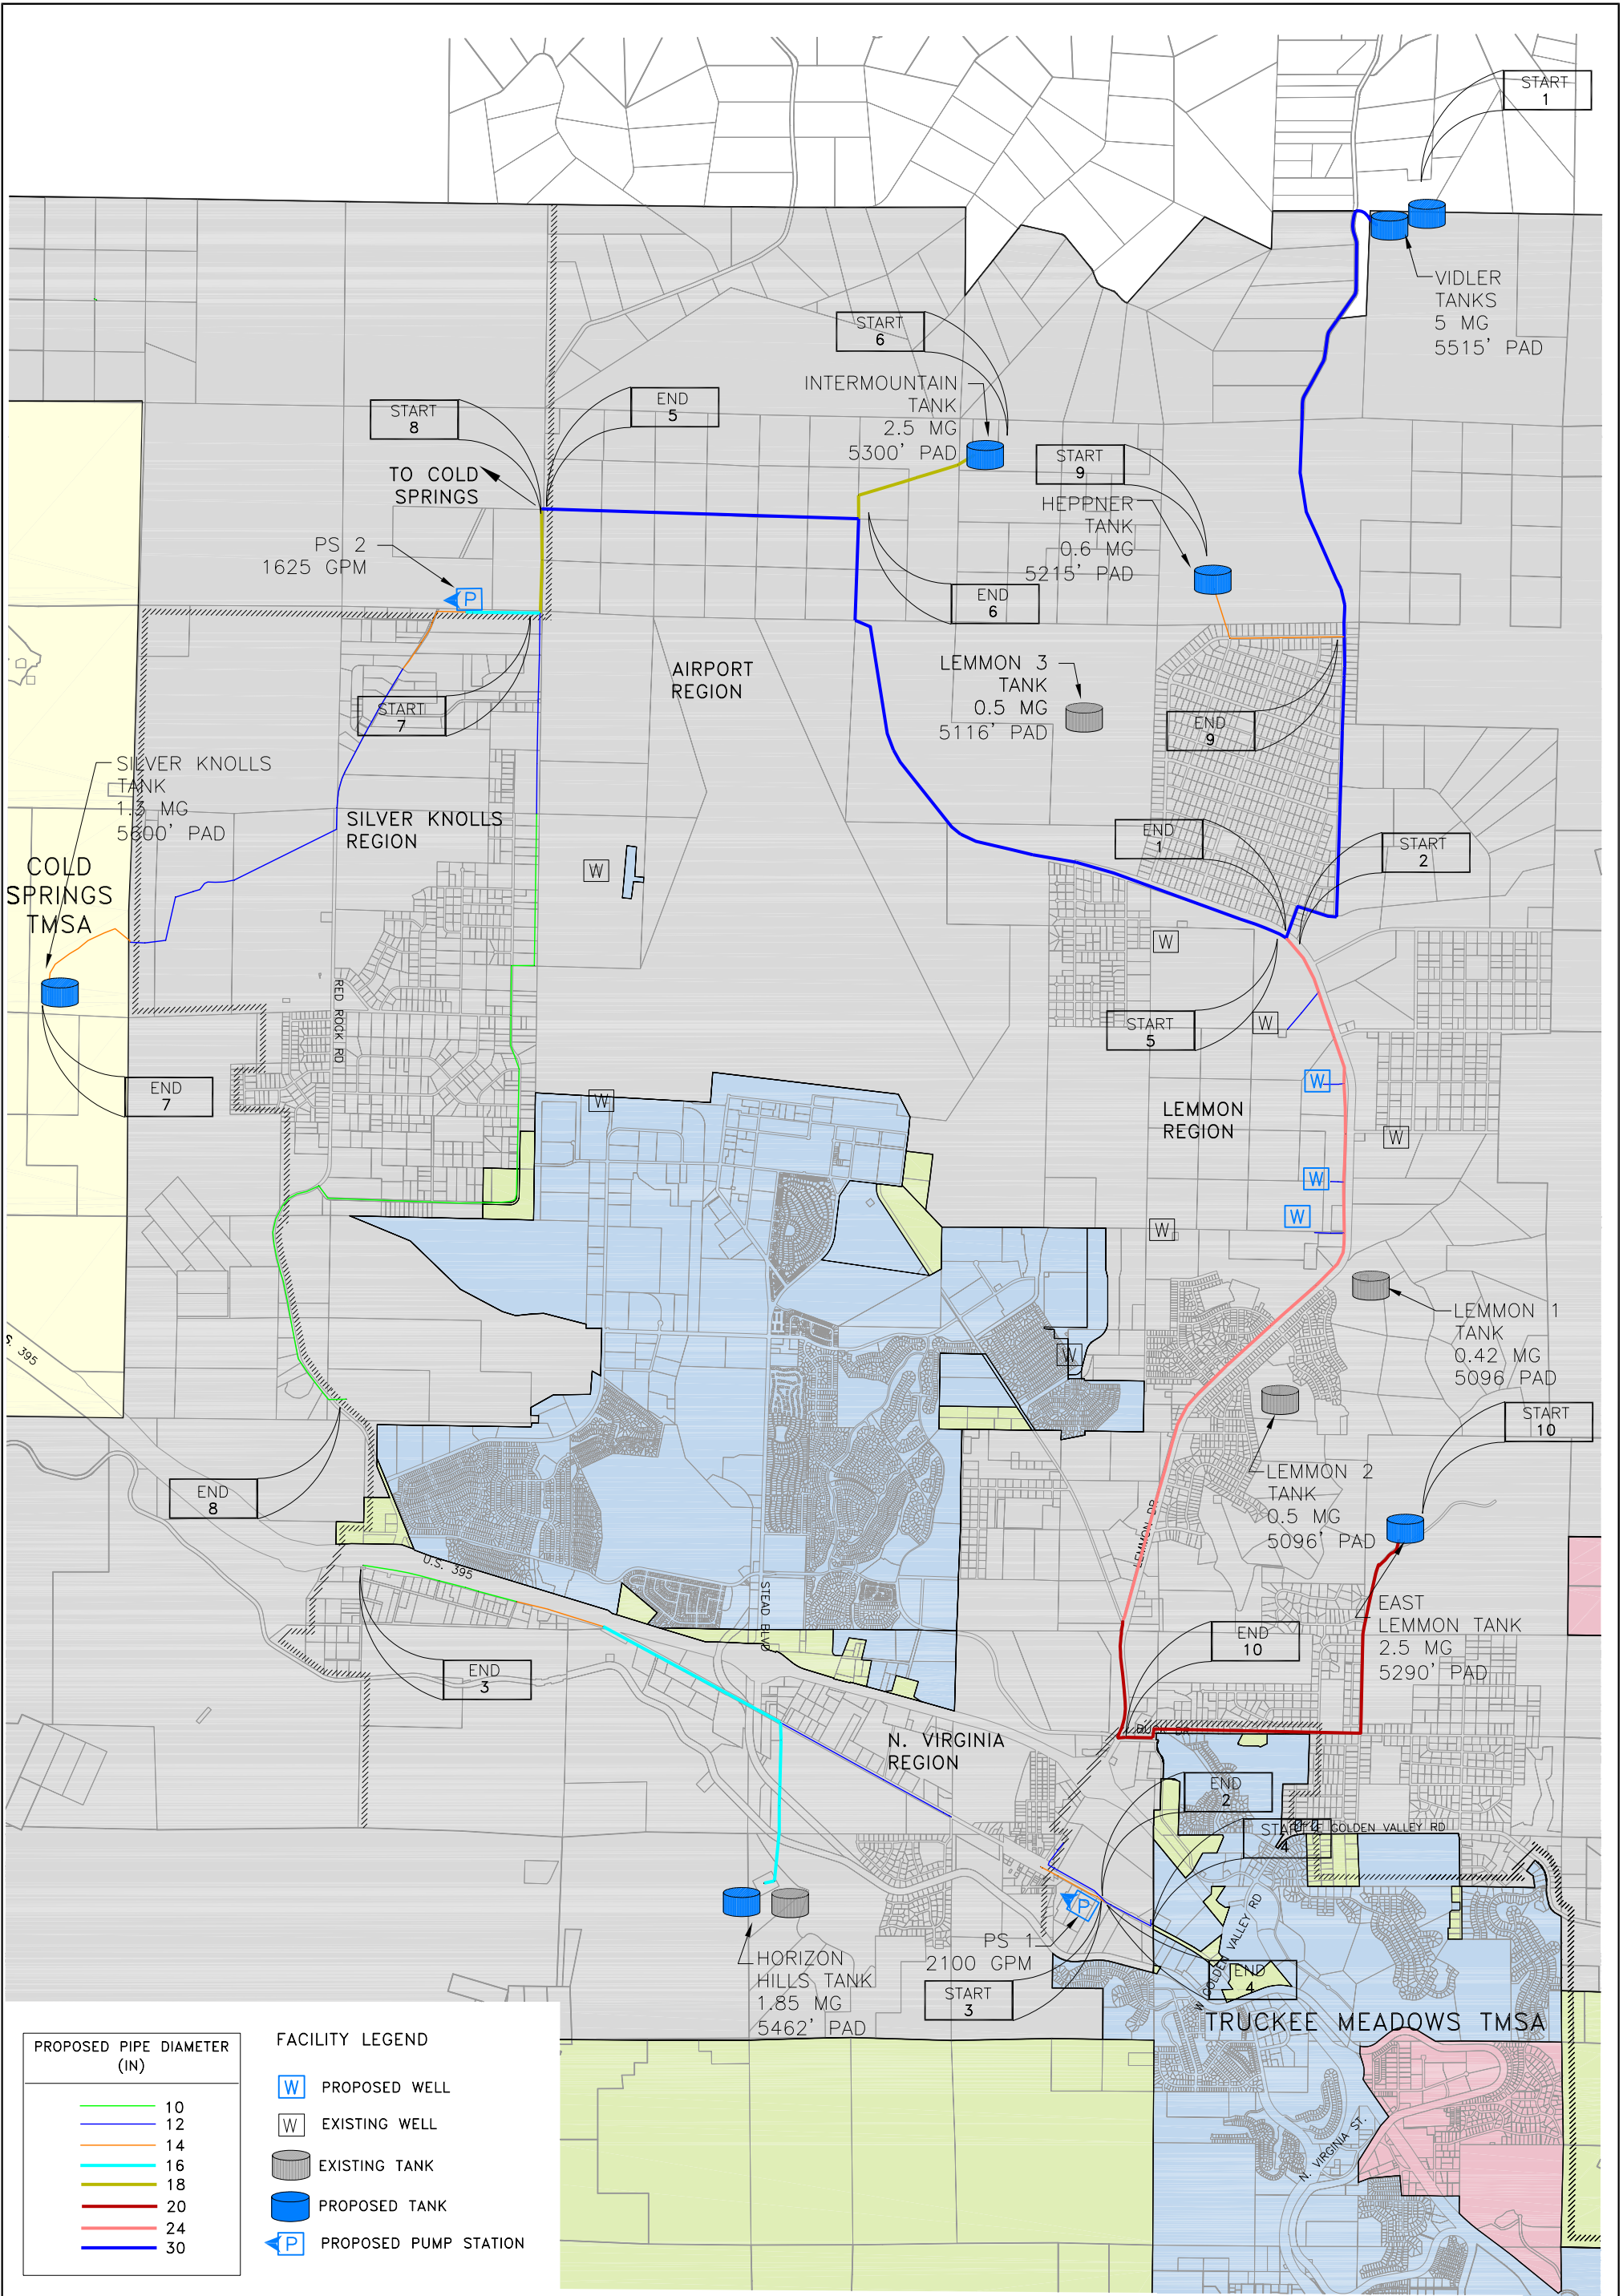 START
1
VIDLER
TANKS
5 MG
5515' PAD
START
6
INTERMOUNTAIN
TANK
2.5 MG
5300' PAD
START
8
END
5
TO COLD
SPRINGS
START
9
HEPPNER
TANK
0.6 MG
5215' PAD
PS 2
1625 GPM
P
END
6
AIRPORT
REGION
LEMMON 3
TANK
0.5 MG
5116' PAD
START
7
END
9
SILVER KNOLLS
TANK
1.3 MG
5600' PAD
SILVER KNOLLS
REGION
END
1
START
2
COLD
SPRINGS
TMSA
W
W
RED ROCK RD
START
5
W
END
7
W
W
LEMMON
REGION
W
W
W
W
LEMMON 1
TANK
0.42 MG
5096 PAD
S. 395
W
START
10
LEMMON 2
TANK
0.5 MG
5096' PAD
END
8
LEMMON DR
U.S. 395
STEAD BLVD
EAST
LEMMON TANK
2.5 MG
5290' PAD
END
10
END
3
N. VIRGINIA
REGION
BUCK DR
END
2
START
4
GOLDEN VALLEY RD
W GOLDEN VALLEY RD
P
PS 1
2100 GPM
HORIZON
HILLS TANK
1.85 MG
5462' PAD
START
3
END
4
TRUCKEE MEADOWS TMSA
N. VIRGINIA ST.
PROPOSED PIPE DIAMETER
(IN)
10
12
14
16
18
20
24
30
FACILITY LEGEND
W PROPOSED WELL
W EXISTING WELL
EXISTING TANK
PROPOSED TANK
P PROPOSED PUMP STATION